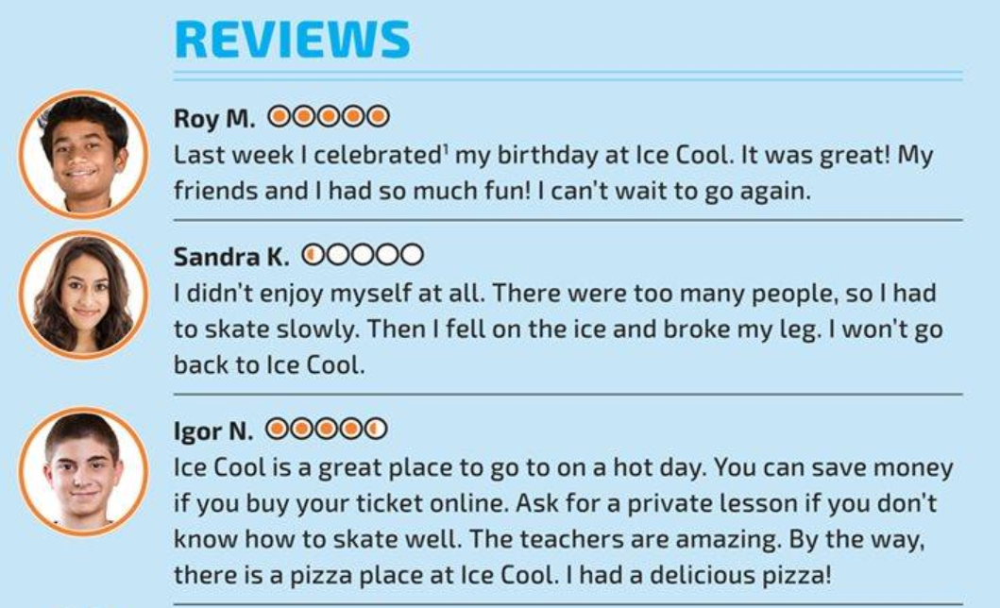 REVIEWS
Roy M.
Last week I celebrated¹ my birthday at Ice Cool. It was great! My
friends and I had so much fun! I can't wait to go again.
Sandra K.
I didn't enjoy myself at all. There were too many people, so I had
to skate slowly. Then I fell on the ice and broke my leg. I won't go
back to Ice Cool.
Igor N.
Ice Cool is a great place to go to on a hot day. You can save money
if you buy your ticket online. Ask for a private lesson if you don't
know how to skate well. The teachers are amazing. By the way,
there is a pizza place at Ice Cool. I had a delicious pizza!